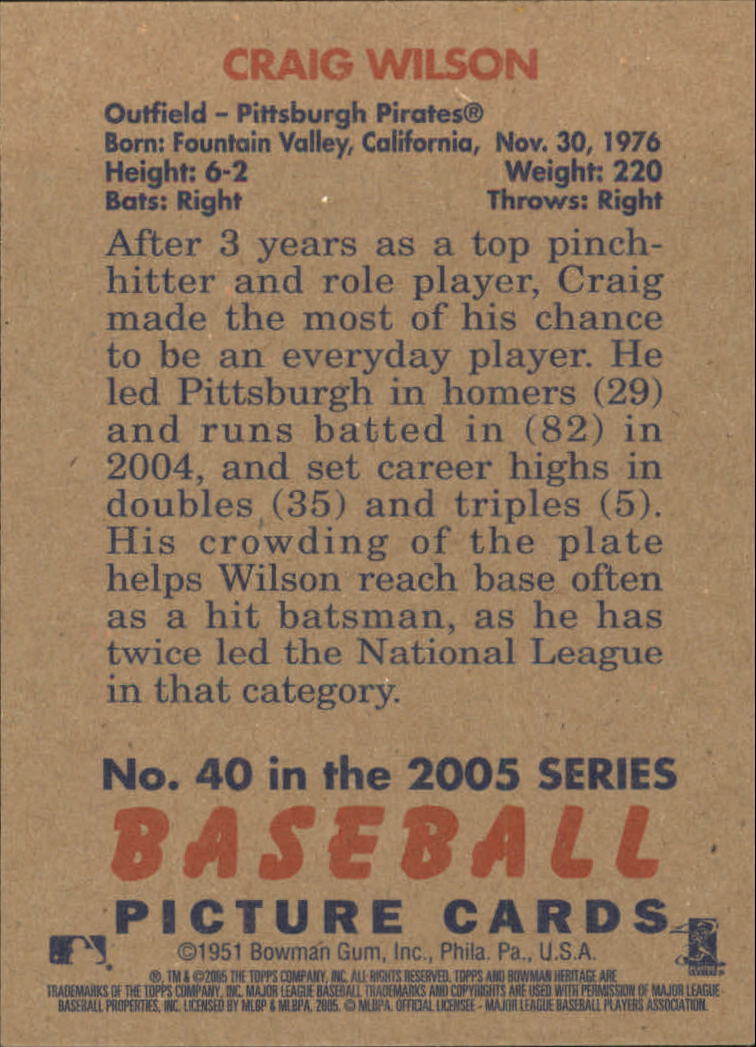 CRAIG WILSON
Outfield – Pittsburgh Pirates®
Born: Fountain Valley, California, Nov. 30, 1976
Height: 6-2 Weight: 220
Bats: Right Throws: Right
After 3 years as a top pinch-
hitter and role player, Craig
made the most of his chance
to be an everyday player. He
led Pittsburgh in homers (29)
and runs batted in (82) in
2004, and set career highs in
doubles (35) and triples (5).
His crowding of the plate
helps Wilson reach base often
as a hit batsman, as he has
twice led the National League
in that category.
No. 40 in the 2005 SERIES
BASEBALL
PICTURE CARDS
©1951 Bowman Gum, Inc., Phila. Pa., U.S.A.
®, TM & ©2005 THE TOPPS COMPANY, INC. ALL RIGHTS RESERVED. TOPPS AND BOWMAN HERITAGE ARE
TRADEMARKS OF THE TOPPS COMPANY, INC. MAJOR LEAGUE BASEBALL TRADEMARKS AND COPYRIGHTS ARE USED WITH PERMISSION OF MAJOR LEAGUE
BASEBALL PROPERTIES, INC. LICENSED BY MLBP & MLBPA, 2005. © MLBPA. OFFICIAL LICENSEE - MAJOR LEAGUE BASEBALL PLAYERS ASSOCIATION.